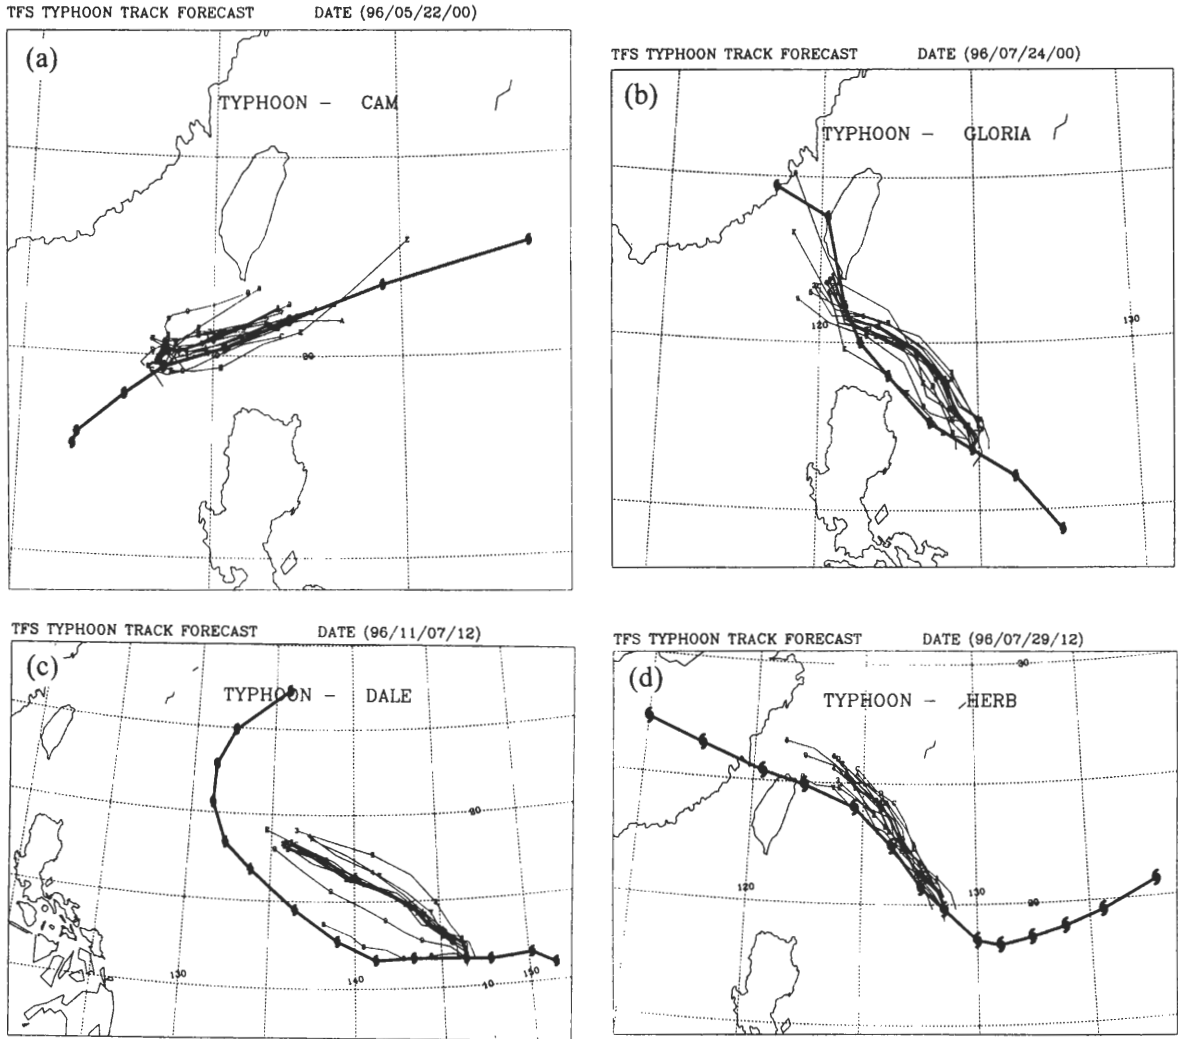 TFS TYPHOON TRACK FORECAST DATE (96/05/22/00)
(a)
TYPHOON - CAM
20
TFS TYPHOON TRACK FORECAST DATE (96/07/24/00)
(b)
TYPHOON - GLORIA
120
130
TFS TYPHOON TRACK FORECAST DATE (96/11/07/12)
(c)
TYPHOON - DALE
20
130
140
10
150
TFS TYPHOON TRACK FORECAST DATE (96/07/29/12)
(d)
30
TYPHOON - HERB
120
130
20